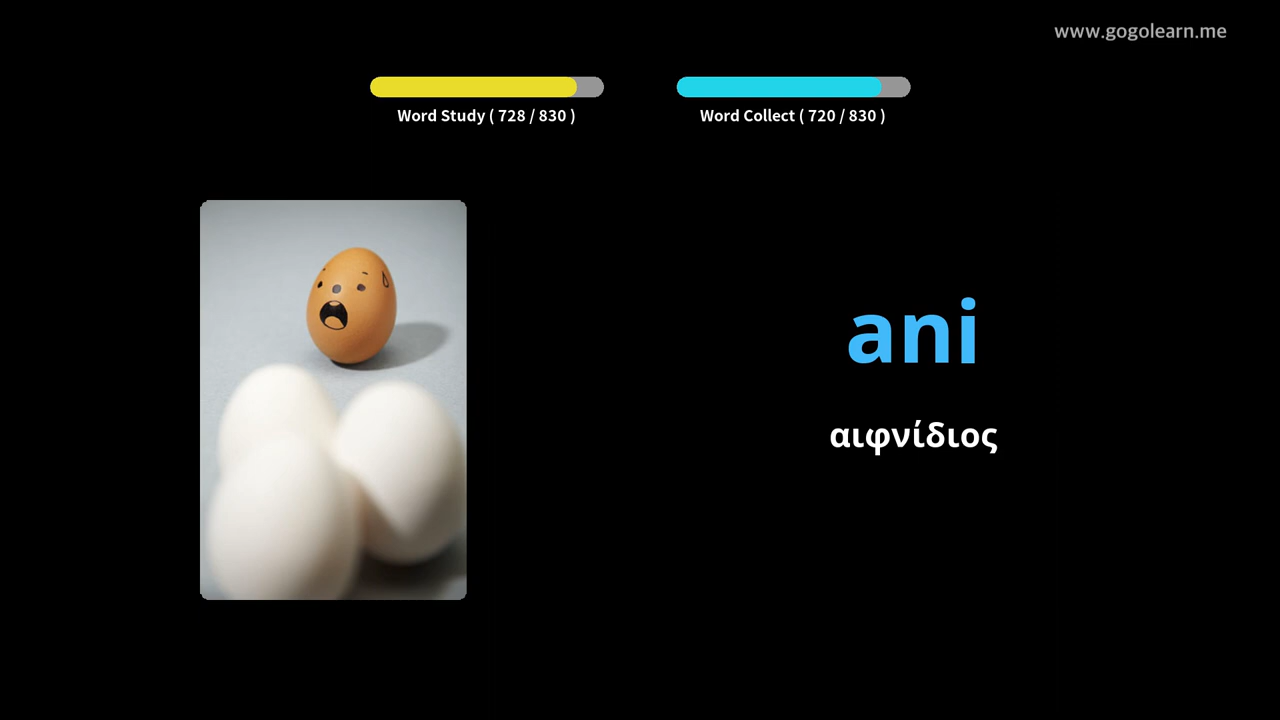 www.gogolearn.me
Word Study ( 728 / 830 )
Word Collect ( 720 / 830 )
ani
αιφνίδιος